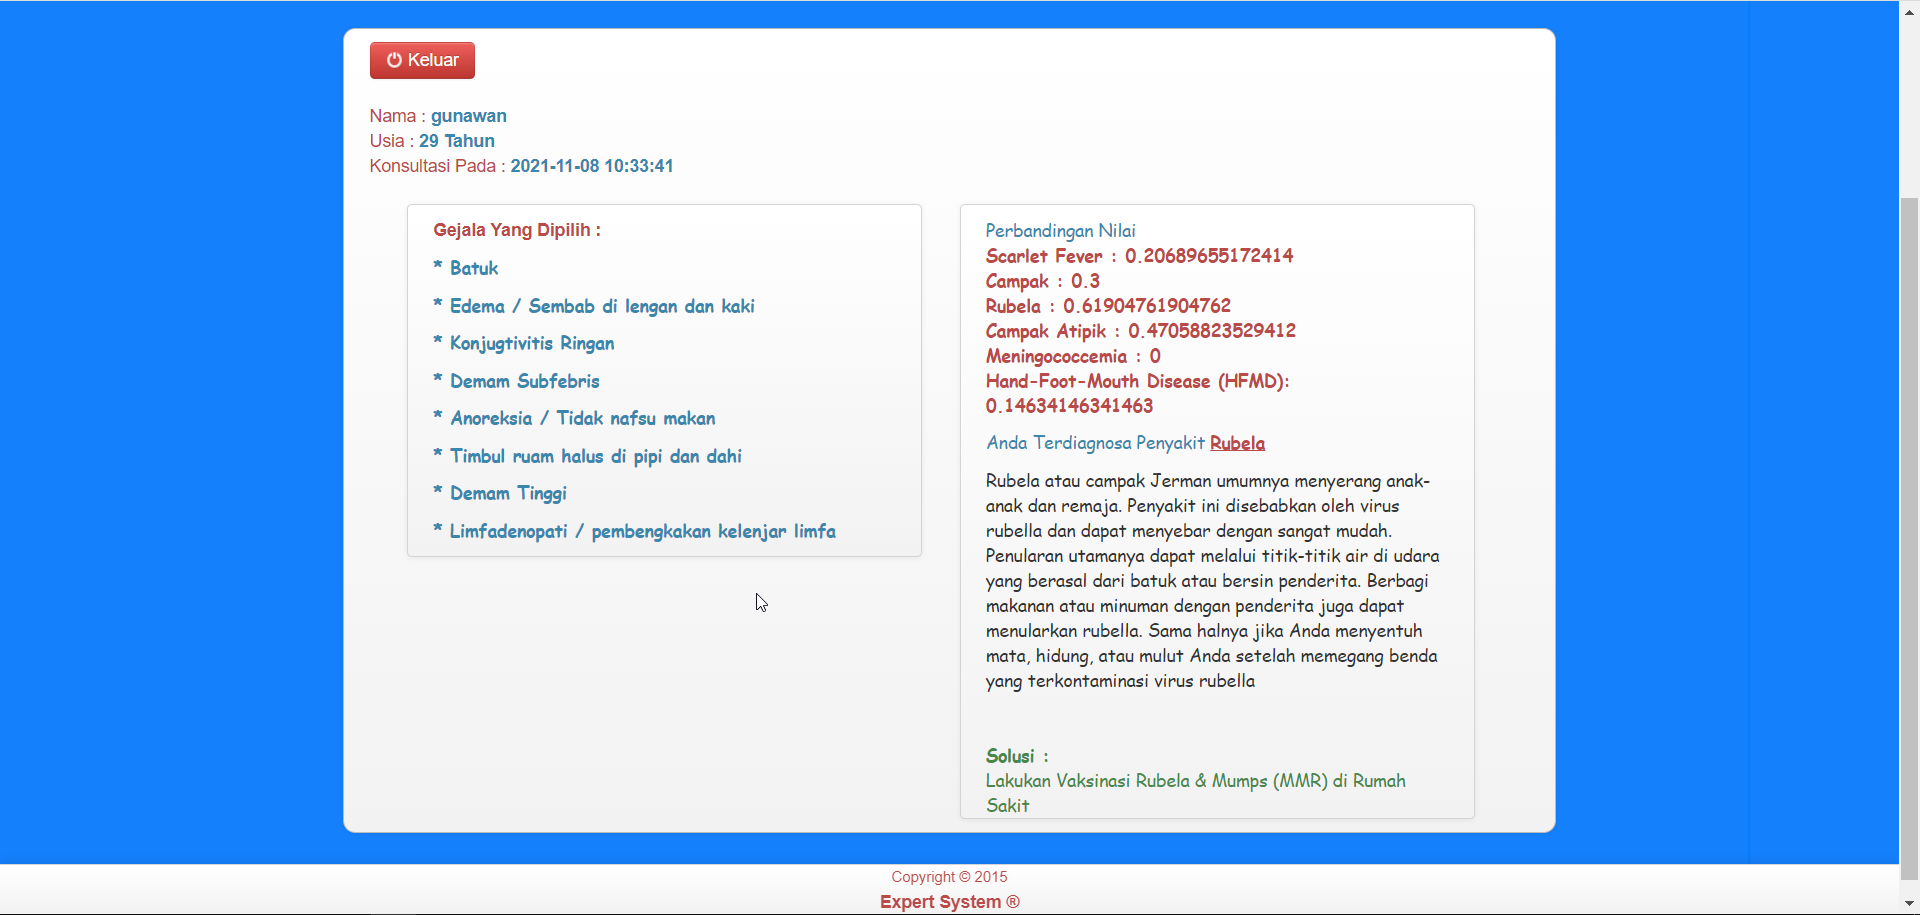 Keluar
Nama : gunawan
Usia : 29 Tahun
Konsultasi Pada : 2021-11-08 10:33:41
Gejala Yang Dipilih :
* Batuk
* Edema / Sembab di lengan dan kaki
* Konjugtivitis Ringan
* Demam Subfebris
* Anoreksia / Tidak nafsu makan
* Timbul ruam halus di pipi dan dahi
* Demam Tinggi
* Limfadenopati / pembengkakan kelenjar limfa
Perbandingan Nilai
Scarlet Fever : 0.20689655172414
Campak : 0.3
Rubela : 0.61904761904762
Campak Atipik : 0.47058823529412
Meningococcemia : 0
Hand-Foot-Mouth Disease (HFMD):
0.14634146341463
Anda Terdiagnosa Penyakit Rubela
Rubela atau campak Jerman umumnya menyerang anak-
anak dan remaja. Penyakit ini disebabkan oleh virus
rubella dan dapat menyebar dengan sangat mudah.
Penularan utamanya dapat melalui titik-titik air di udara
yang berasal dari batuk atau bersin penderita. Berbagi
makanan atau minuman dengan penderita juga dapat
menularkan rubella. Sama halnya jika Anda menyentuh
mata, hidung, atau mulut Anda setelah memegang benda
yang terkontaminasi virus rubella
Solusi :
Lakukan Vaksinasi Rubela & Mumps (MMR) di Rumah
Sakit
Copyright © 2015
Expert System ®